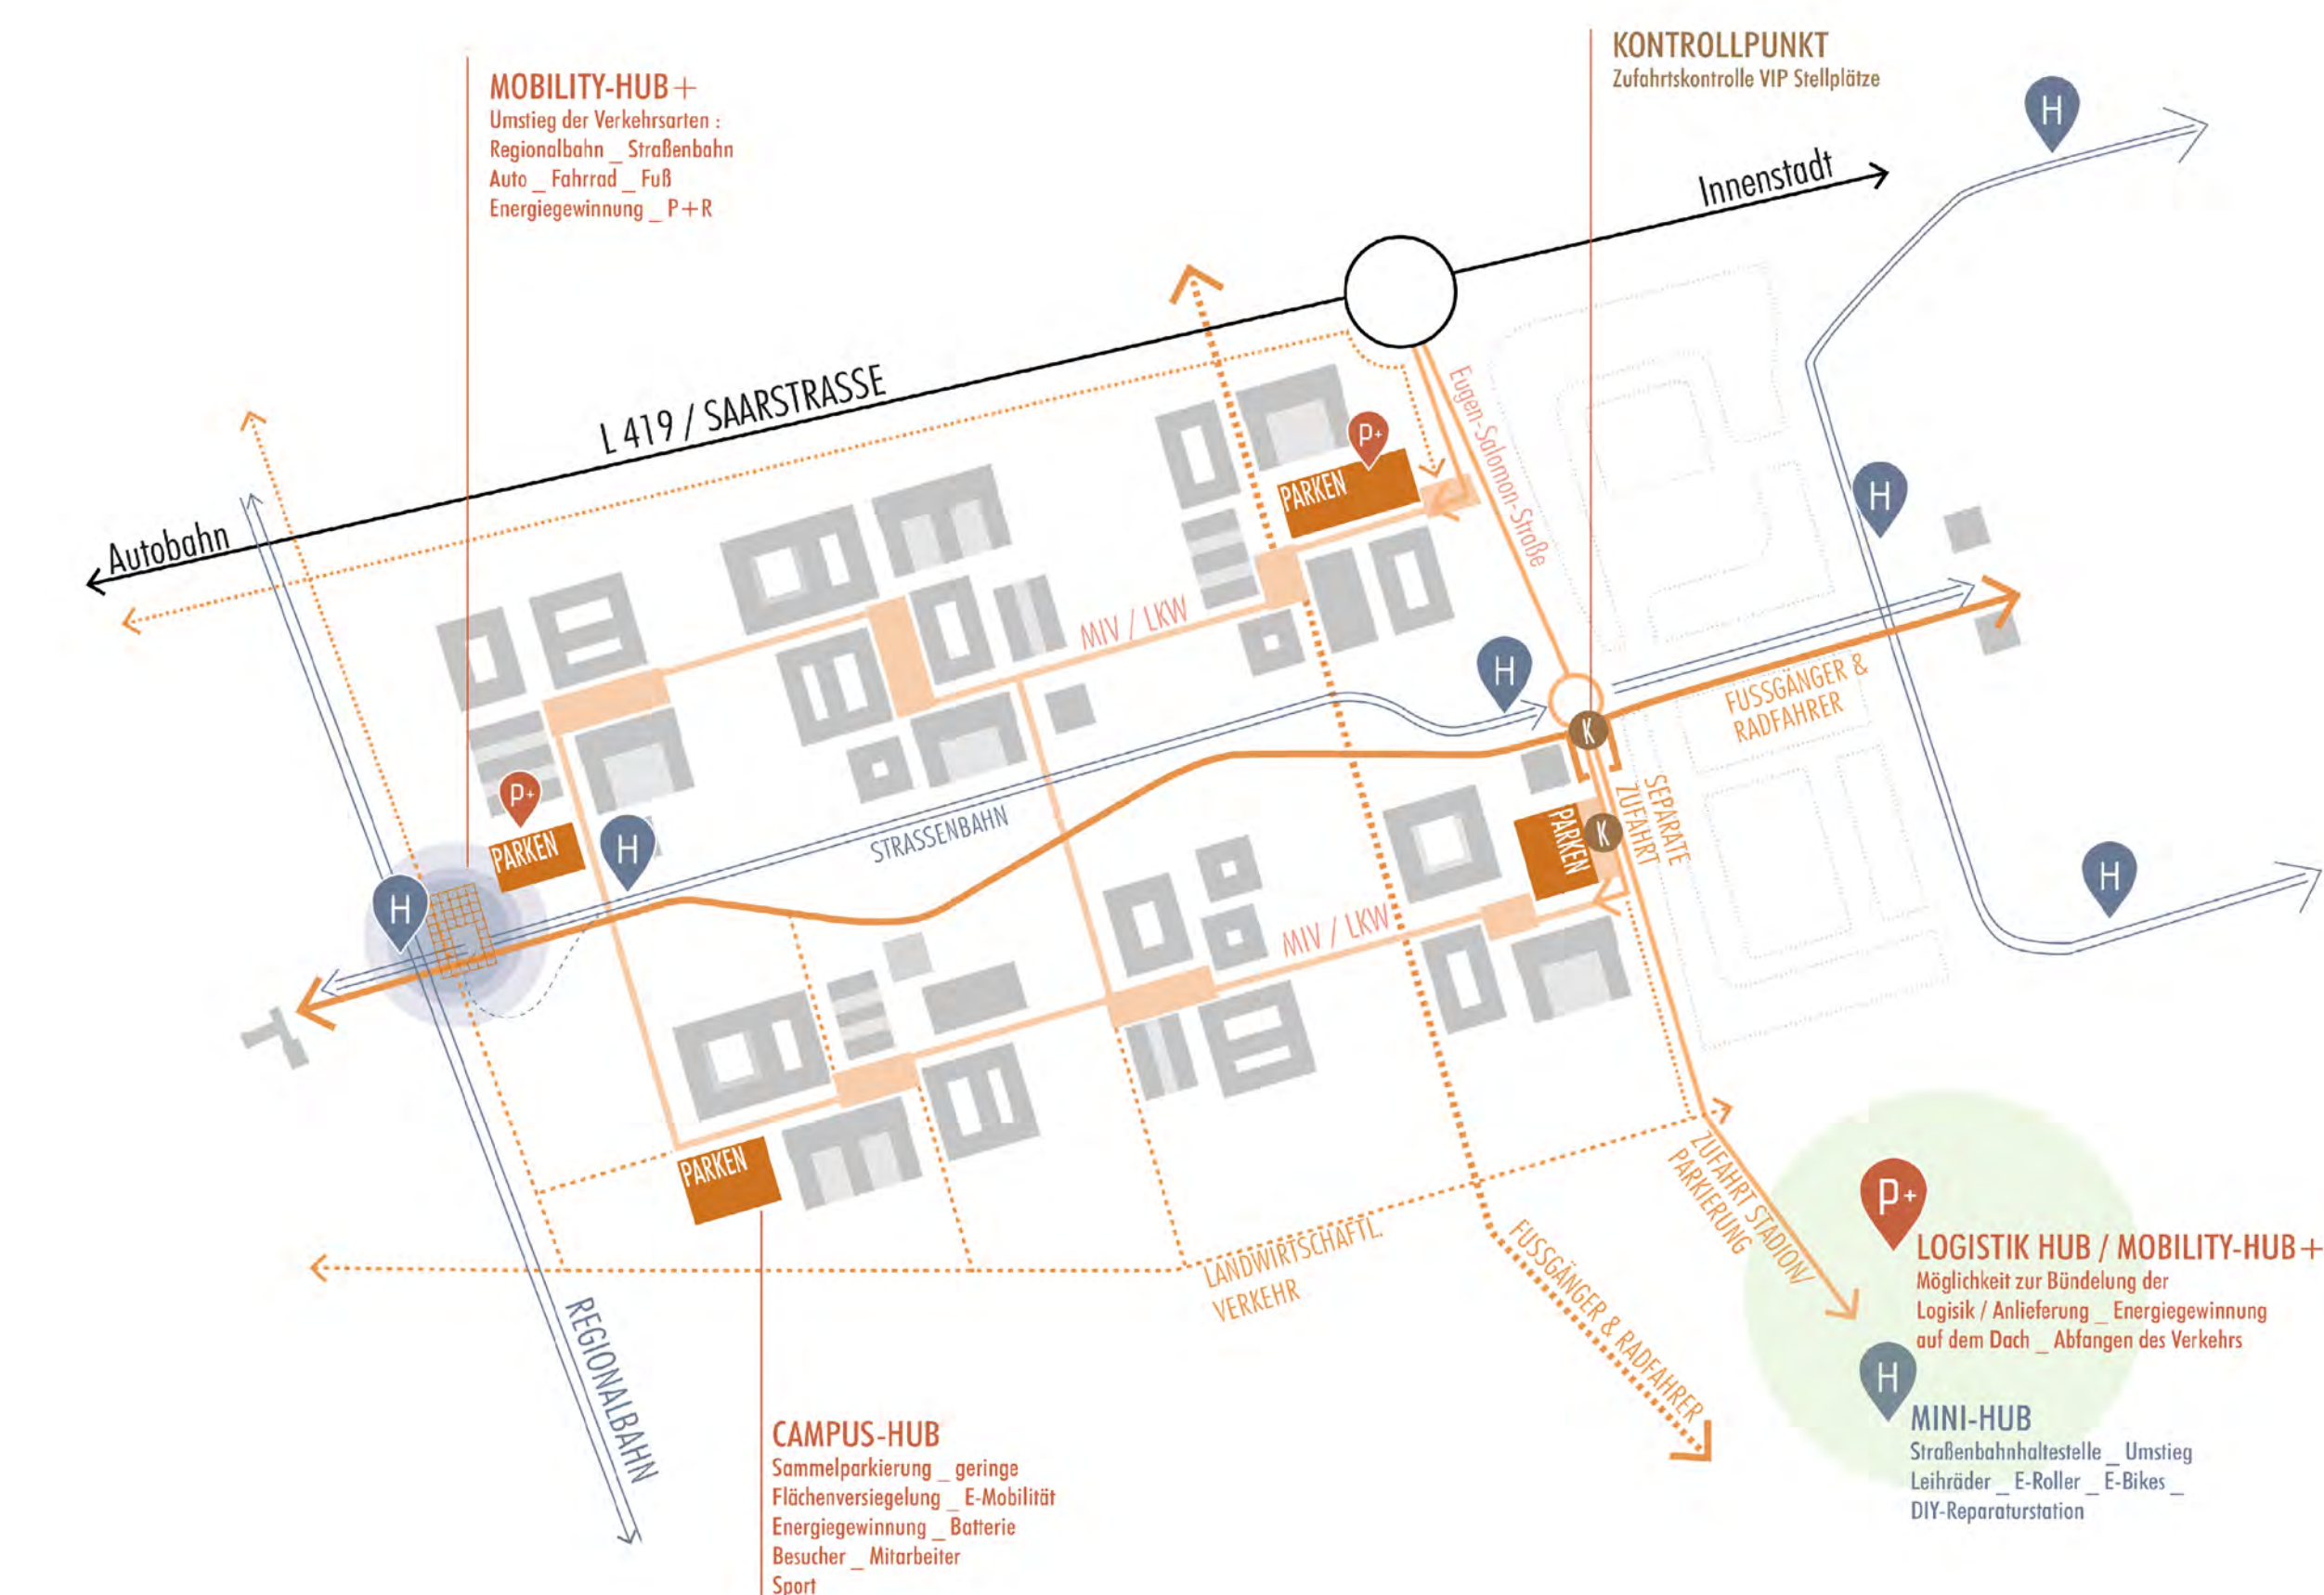 KONTROLLPUNKT
Zufahrtskontrolle VIP Stellplätze
MOBILITY-HUB+
Umstieg der Verkehrsarten :
Regionalbahn _ Straßenbahn
Auto _ Fahrrad _ Fuß
Energiegewinnung _ P+R
H
Innenstadt
L 419 / SAARSTRASSE
Eugen-Salomon-Straße
P+
PARKEN
H
Autobahn
MIV / LKW
H
FUSSGÄNGER &
RADFAHRER
K
P+
PARKEN
H
STRASSENBAHN
SEPARATE
ZUFAHRT
PARKEN
K
H
H
MIV / LKW
PARKEN
ZUFAHRT STADION/
PARKIERUNG
LANDWIRTSCHAFTL.
VERKEHR
FUSSGÄNGER & RADFAHRER
REGIONALBAHN
P+
LOGISTIK HUB / MOBILITY-HUB+
Möglichkeit zur Bündelung der
Logisik / Anlieferung _ Energiegewinnung
auf dem Dach _ Abfangen des Verkehrs
H
MINI-HUB
Straßenbahnhaltestelle _ Umstieg
Leihräder _ E-Roller _ E-Bikes _
DIY-Reparaturstation
CAMPUS-HUB
Sammelparkierung _ geringe
Flächenversiegelung _ E-Mobilität
Energiegewinnung _ Batterie
Besucher _ Mitarbeiter
Sport